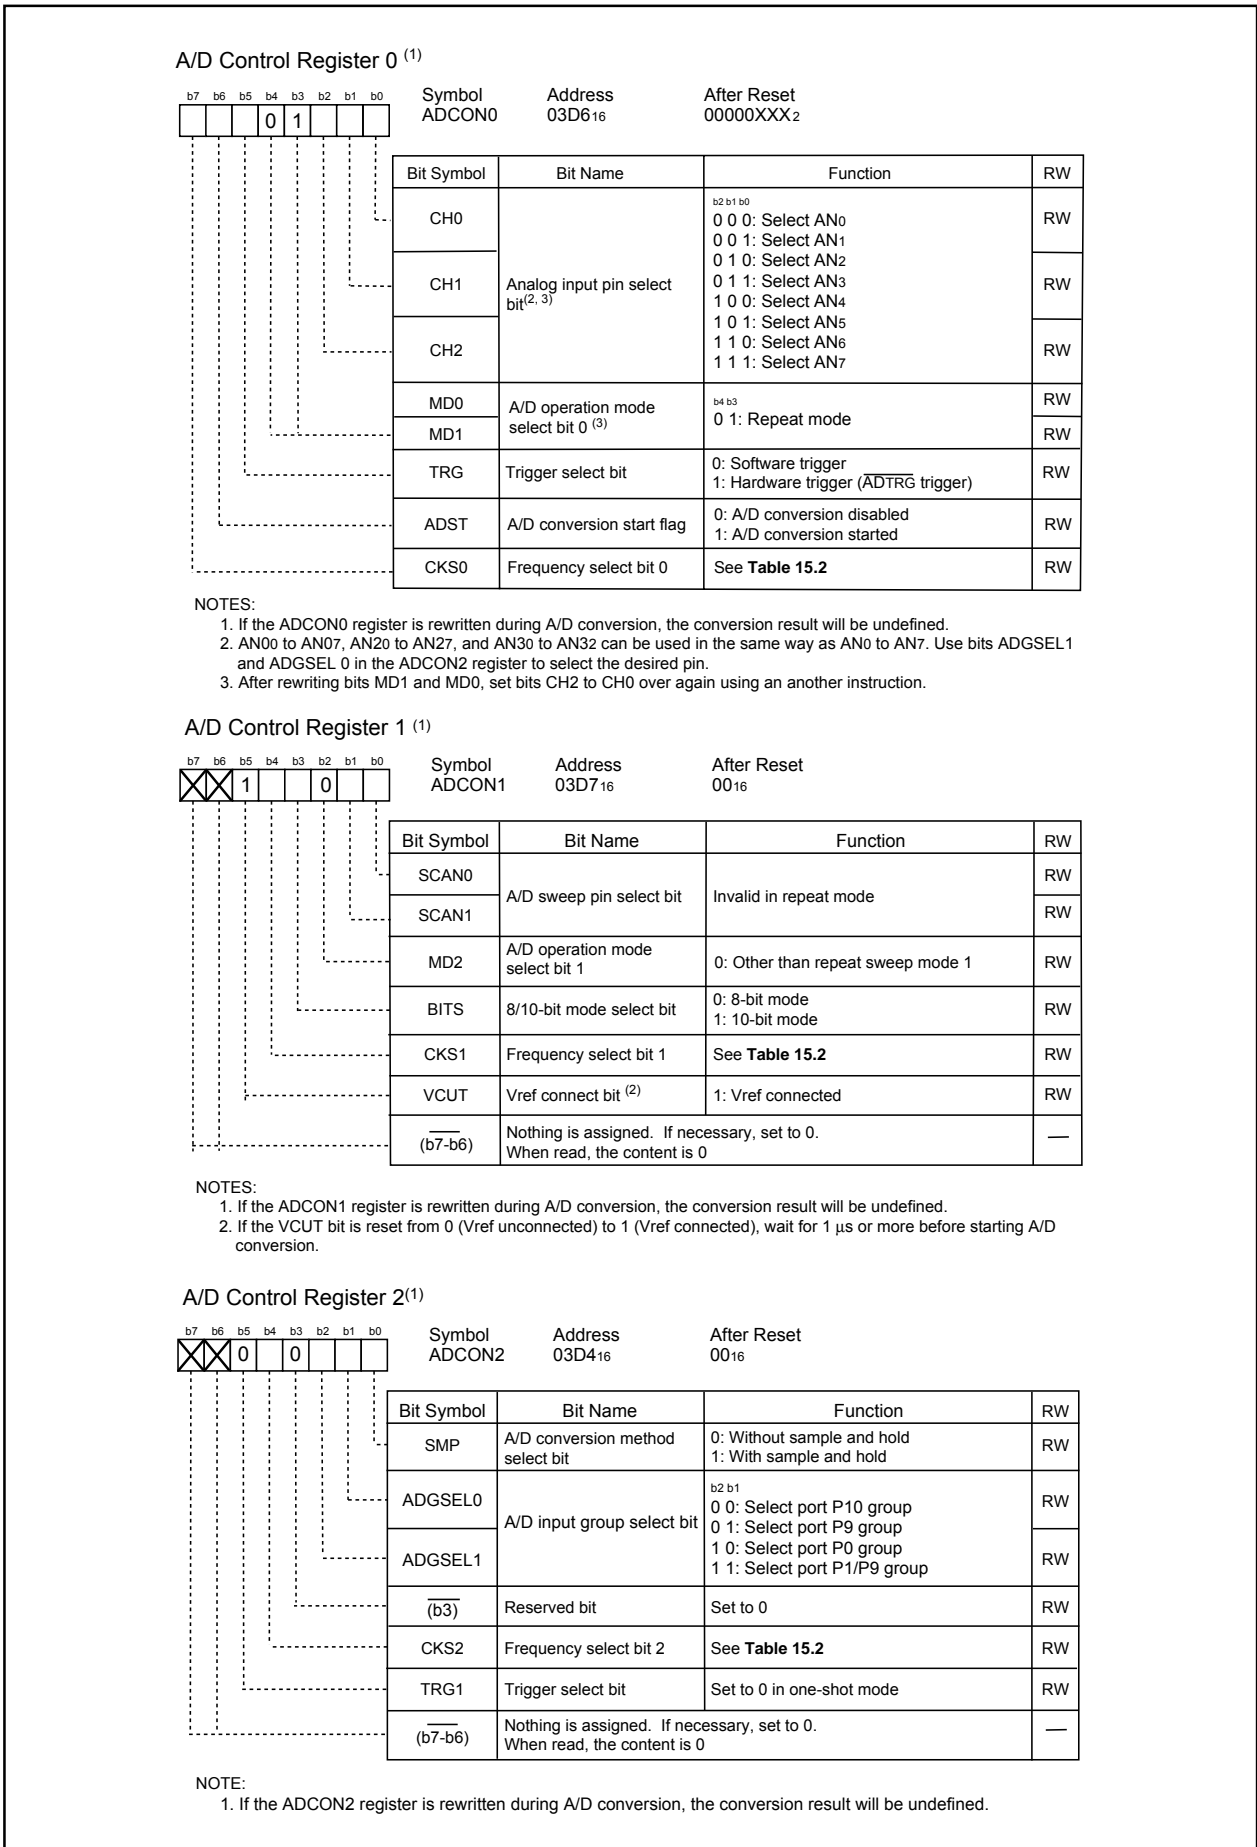 A/D Control Register 0 (1)
b7 b6 b5 b4 b3 b2 b1 b0
0 1
Symbol Address After Reset
ADCON0 03D616 00000XXX2
Bit Symbol Bit Name Function RW
CH0 RW
CH1 RW
CH2 RW
Analog input pin select
bit(2, 3)
b2 b1 b0
0 0 0: Select AN0
0 0 1: Select AN1
0 1 0: Select AN2
0 1 1: Select AN3
1 0 0: Select AN4
1 0 1: Select AN5
1 1 0: Select AN6
1 1 1: Select AN7
MD0 RW
MD1 RW
A/D operation mode
select bit 0 (3)
b4 b3
0 1: Repeat mode
TRG Trigger select bit RW
0: Software trigger
1: Hardware trigger (ADTRG trigger)
ADST A/D conversion start flag RW
0: A/D conversion disabled
1: A/D conversion started
CKS0 Frequency select bit 0 See Table 15.2 RW
NOTES:
1. If the ADCON0 register is rewritten during A/D conversion, the conversion result will be undefined.
2. AN00 to AN07, AN20 to AN27, and AN30 to AN32 can be used in the same way as AN0 to AN7. Use bits ADGSEL1
and ADGSEL 0 in the ADCON2 register to select the desired pin.
3. After rewriting bits MD1 and MD0, set bits CH2 to CH0 over again using an another instruction.
A/D Control Register 1 (1)
b7 b6 b5 b4 b3 b2 b1 b0
1 0
Symbol Address After Reset
ADCON1 03D716 0016
Bit Symbol Bit Name Function RW
SCAN0 RW
SCAN1 RW
A/D sweep pin select bit Invalid in repeat mode
MD2 RW
A/D operation mode
select bit 1
0: Other than repeat sweep mode 1
BITS 8/10-bit mode select bit RW
0: 8-bit mode
1: 10-bit mode
CKS1 Frequency select bit 1 See Table 15.2 RW
VCUT Vref connect bit (2) 1: Vref connected RW
(b7-b6) —
Nothing is assigned. If necessary, set to 0.
When read, the content is 0
NOTES:
1. If the ADCON1 register is rewritten during A/D conversion, the conversion result will be undefined.
2. If the VCUT bit is reset from 0 (Vref unconnected) to 1 (Vref connected), wait for 1 µs or more before starting A/D
conversion.
A/D Control Register 2(1)
b7 b6 b5 b4 b3 b2 b1 b0
0 0
Symbol Address After Reset
ADCON2 03D416 0016
Bit Symbol Bit Name Function RW
SMP RW
A/D conversion method
select bit
0: Without sample and hold
1: With sample and hold
ADGSEL0 RW
ADGSEL1 RW
A/D input group select bit
b2 b1
0 0: Select port P10 group
0 1: Select port P9 group
1 0: Select port P0 group
1 1: Select port P1/P9 group
(b3) Reserved bit Set to 0 RW
CKS2 Frequency select bit 2 See Table 15.2 RW
TRG1 Trigger select bit Set to 0 in one-shot mode RW
(b7-b6) —
Nothing is assigned. If necessary, set to 0.
When read, the content is 0
NOTE:
1. If the ADCON2 register is rewritten during A/D conversion, the conversion result will be undefined.